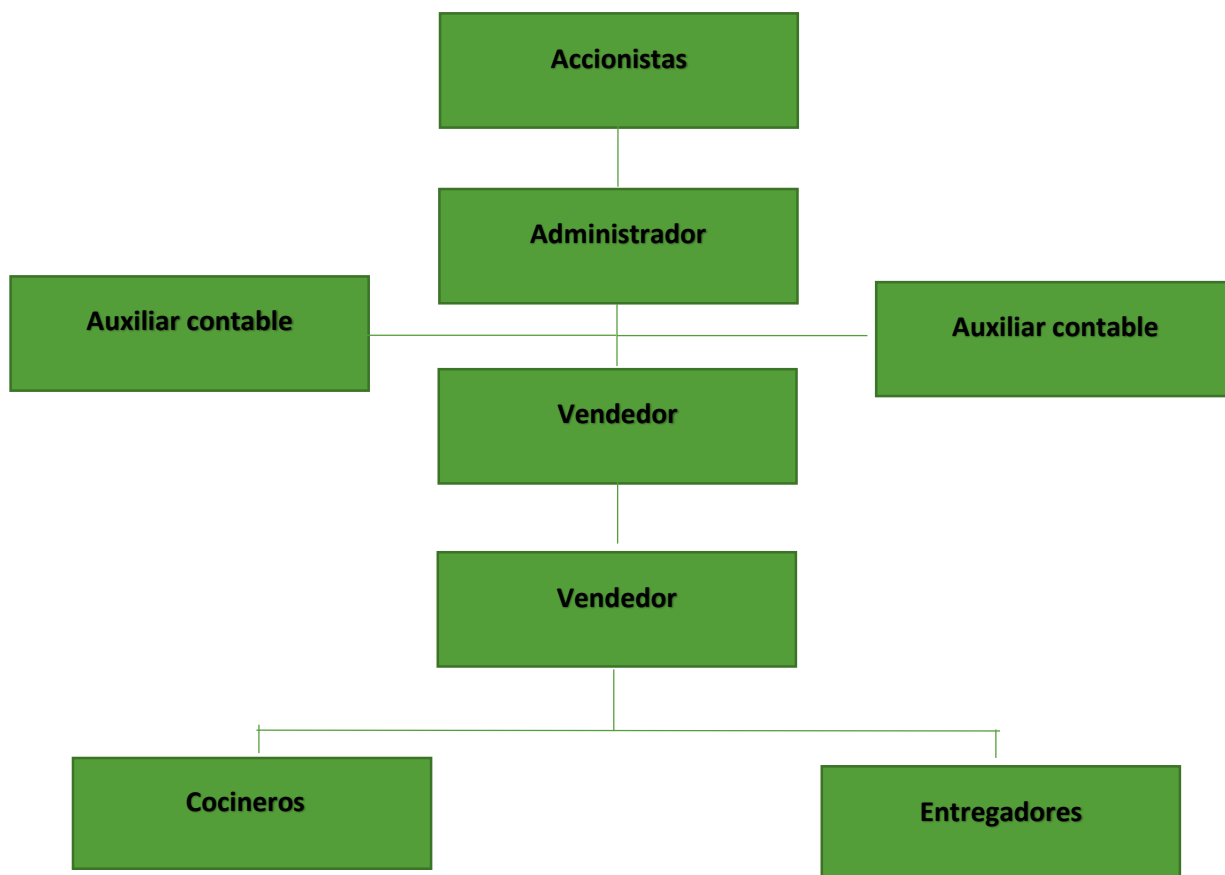 Accionistas
Administrador
Auxiliar contable
Auxiliar contable
Vendedor
Vendedor
Cocineros
Entregadores